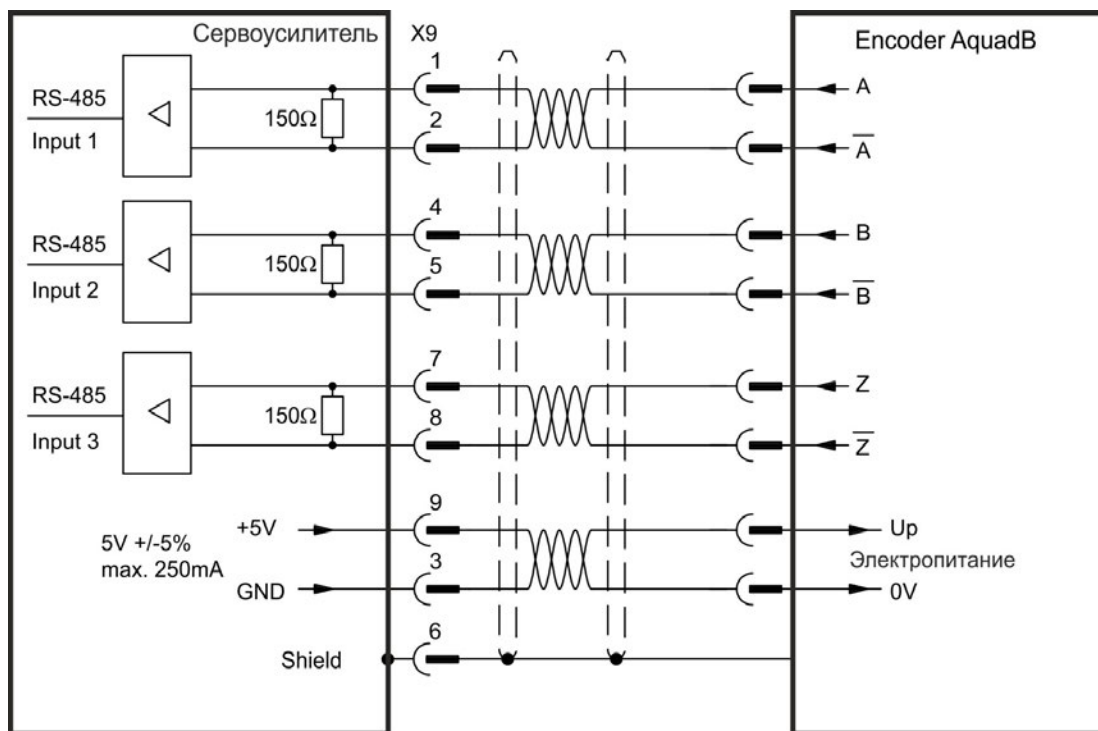 Сервоусилитель
X9
Encoder AquadB
1
RS-485
150Ω
Input 1
2
A
A̅
4
RS-485
150Ω
Input 2
5
B
B̅
7
RS-485
150Ω
Input 3
8
Z
Z̅
9
+5V
Up
5V +/-5%
max. 250mA
Электропитание
3
GND
0V
6
Shield